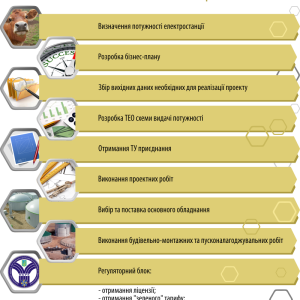 Визначення потужності електростанції
SUCCESS
Розробка бізнес-плану
Збір вихідних даних необхідних для реалізації проекту
Розробка ТЕО схеми видачі потужності
Отримання ТУ приєднання
Виконання проектних робіт
Вибір та поставка основного обладнання
Виконання будівельно-монтажних та пусконалагоджувальних робіт
Регуляторний блок:
- отримання ліцензії;
- отримання "зеленого" тарифу;